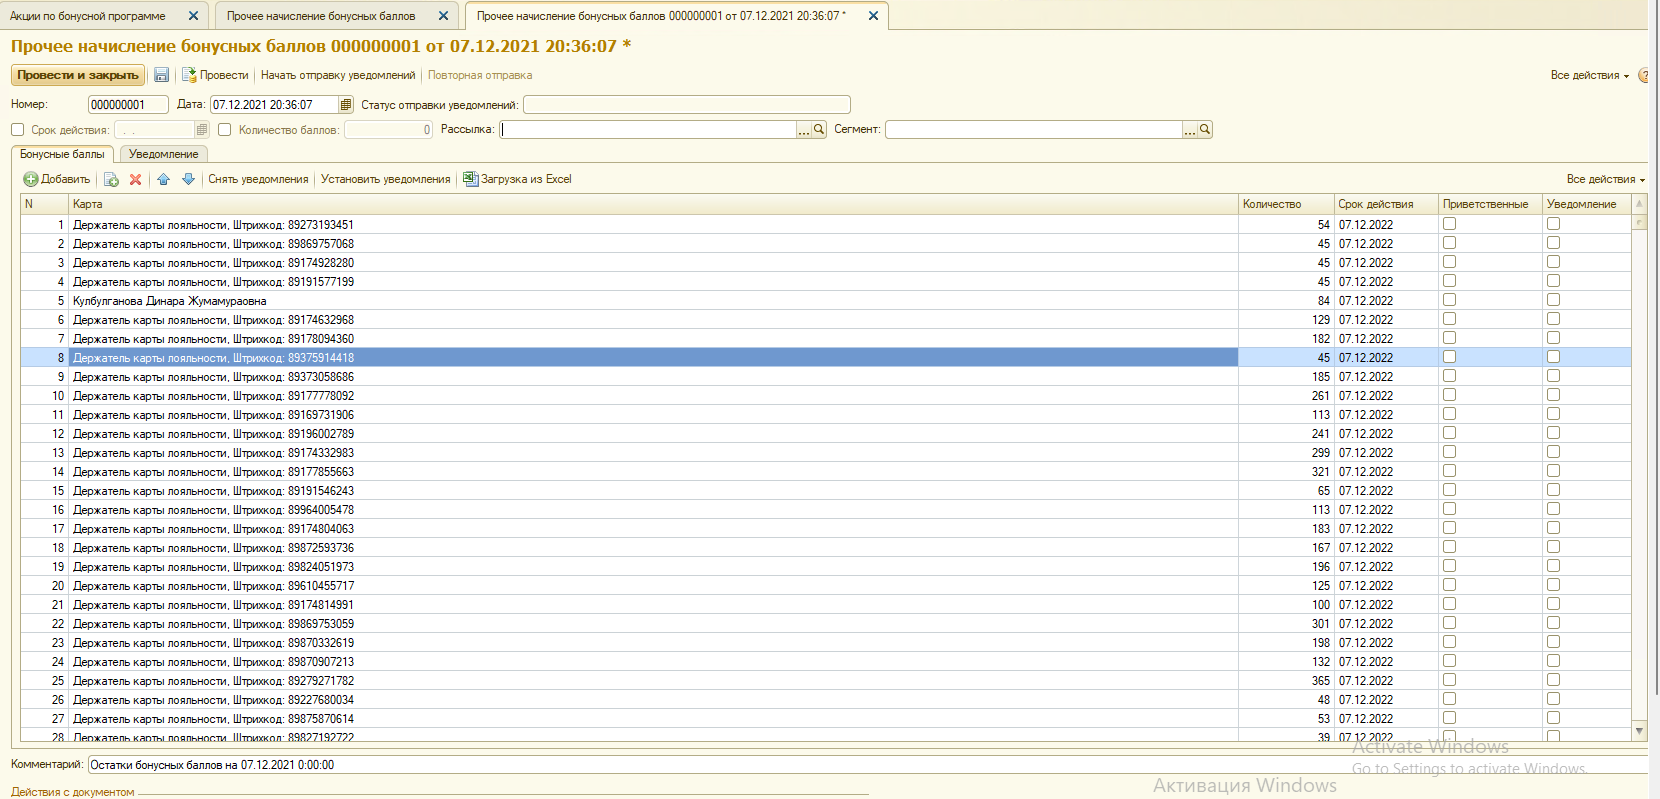 Акции по бонусной программе Прочее начисление бонусных баллов Прочее начисление бонусных баллов 000000001 от 07.12.2021 20:36:07 *
Прочее начисление бонусных баллов 000000001 от 07.12.2021 20:36:07 *
Провести и закрыть Провести Начать отправку уведомлений Повторная отправка Все действия
Номер: 000000001 Дата: 07.12.2021 20:36:07 Статус отправки уведомлений:
Срок действия: . . Количество баллов: 0 Рассылка: ... Сегмент: ...
Бонусные баллы Уведомление
Добавить Снять уведомления Установить уведомления Загрузка из Excel Все действия
N Карта Количество Срок действия Приветственные Уведомление
1 Держатель карты лояльности, Штрихкод: 89273193451 54 07.12.2022
2 Держатель карты лояльности, Штрихкод: 89869757068 45 07.12.2022
3 Держатель карты лояльности, Штрихкод: 89174928280 45 07.12.2022
4 Держатель карты лояльности, Штрихкод: 89191577199 45 07.12.2022
5 Кулбулганова Динара Жумамураовна 84 07.12.2022
6 Держатель карты лояльности, Штрихкод: 89174632968 129 07.12.2022
7 Держатель карты лояльности, Штрихкод: 89178094360 182 07.12.2022
8 Держатель карты лояльности, Штрихкод: 89375914418 45 07.12.2022
9 Держатель карты лояльности, Штрихкод: 89373058686 185 07.12.2022
10 Держатель карты лояльности, Штрихкод: 89177778092 261 07.12.2022
11 Держатель карты лояльности, Штрихкод: 89169731906 113 07.12.2022
12 Держатель карты лояльности, Штрихкод: 89196002789 241 07.12.2022
13 Держатель карты лояльности, Штрихкод: 89174332983 299 07.12.2022
14 Держатель карты лояльности, Штрихкод: 89177855663 321 07.12.2022
15 Держатель карты лояльности, Штрихкод: 89191546243 65 07.12.2022
16 Держатель карты лояльности, Штрихкод: 89964005478 113 07.12.2022
17 Держатель карты лояльности, Штрихкод: 89174804063 183 07.12.2022
18 Держатель карты лояльности, Штрихкод: 89872593736 167 07.12.2022
19 Держатель карты лояльности, Штрихкод: 89824051973 196 07.12.2022
20 Держатель карты лояльности, Штрихкод: 89610455717 125 07.12.2022
21 Держатель карты лояльности, Штрихкод: 89174814991 100 07.12.2022
22 Держатель карты лояльности, Штрихкод: 89869753059 301 07.12.2022
23 Держатель карты лояльности, Штрихкод: 89870332619 198 07.12.2022
24 Держатель карты лояльности, Штрихкод: 89870907213 132 07.12.2022
25 Держатель карты лояльности, Штрихкод: 89279271782 365 07.12.2022
26 Держатель карты лояльности, Штрихкод: 89227680034 48 07.12.2022
27 Держатель карты лояльности, Штрихкод: 89875870614 53 07.12.2022
28 Держатель карты лояльности, Штрихкод: 89827192722 39 07.12.2022
Activate Windows
Комментарий: Остатки бонусных баллов на 07.12.2021 0:00:00
Go to Settings to activate Windows.
Активация Windows
Действия с документом